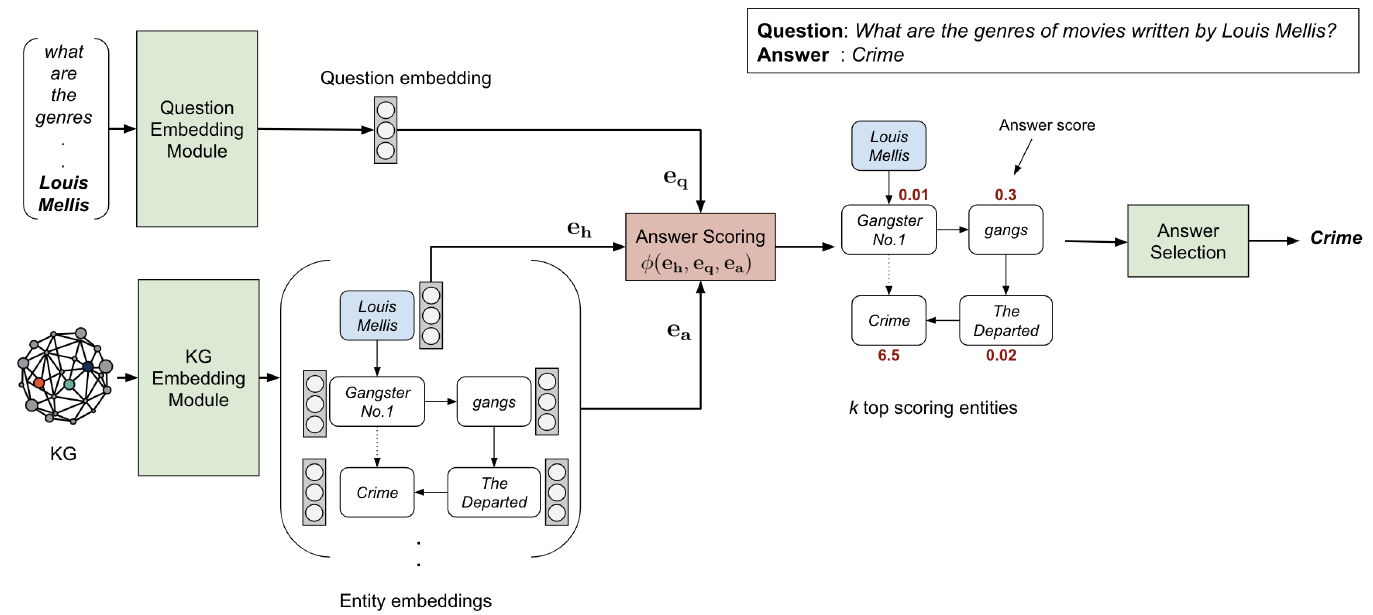 Question: What are the genres of movies written by Louis Mellis?
Answer : Crime
what
are
the
genres
.
.
Louis
Mellis
Question
Embedding
Module
Question embedding
e_q
e_h
Answer Scoring
ϕ(e_h, e_q, e_a)
e_a
KG
KG
Embedding
Module
Louis
Mellis
Gangster
No.1
gangs
Crime
The
Departed
.
.
Entity embeddings
Louis
Mellis
Answer score
0.01
0.3
Gangster
No.1
gangs
Crime
The
Departed
6.5
0.02
k top scoring entities
Answer
Selection
Crime